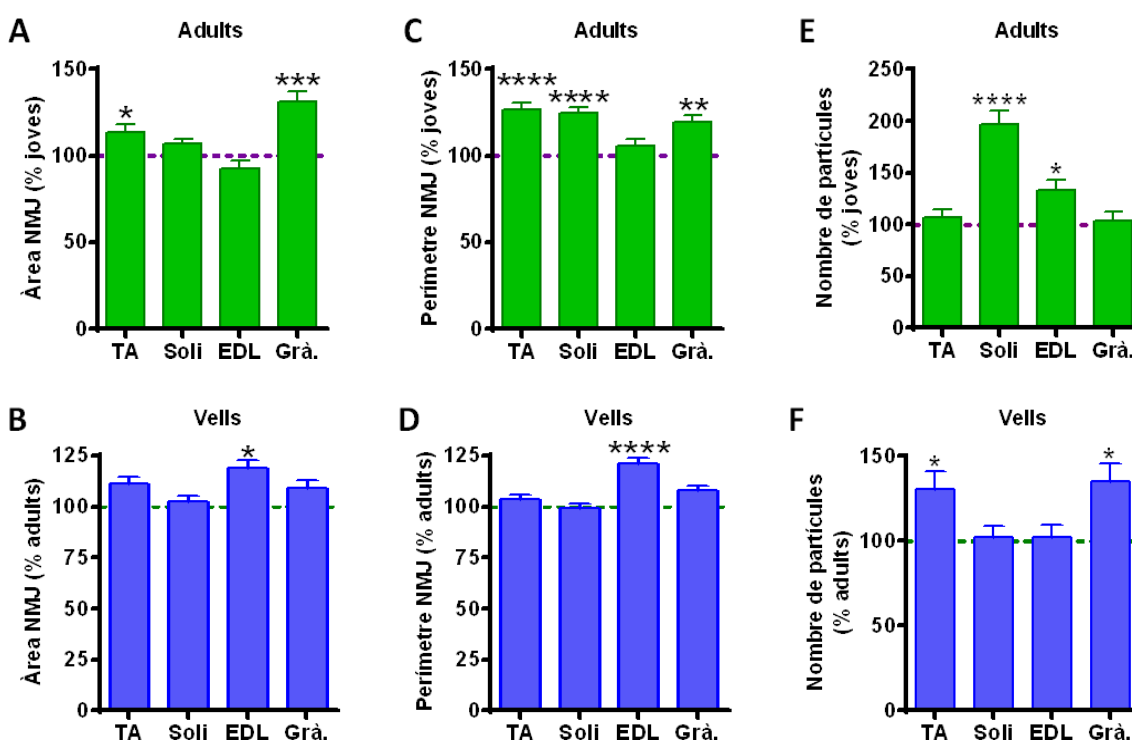 A
Adults
Àrea NMJ (% joves)
150
100
50
0
*
***
TA Soli EDL Grà.
C
Adults
Perímetre NMJ (% joves)
150
100
50
0
****
****
**
TA Soli EDL Grà.
E
Adults
Nombre de partícules
(% joves)
250
200
150
100
50
0
****
*
TA Soli EDL Grà.
B
Vells
Àrea NMJ (% adults)
125
100
75
50
25
0
*
TA Soli EDL Grà.
D
Vells
Perímetre NMJ (% adults)
125
100
75
50
25
0
****
TA Soli EDL Grà.
F
Vells
Nombre de partícules
(% adults)
150
100
50
0
*
*
TA Soli EDL Grà.